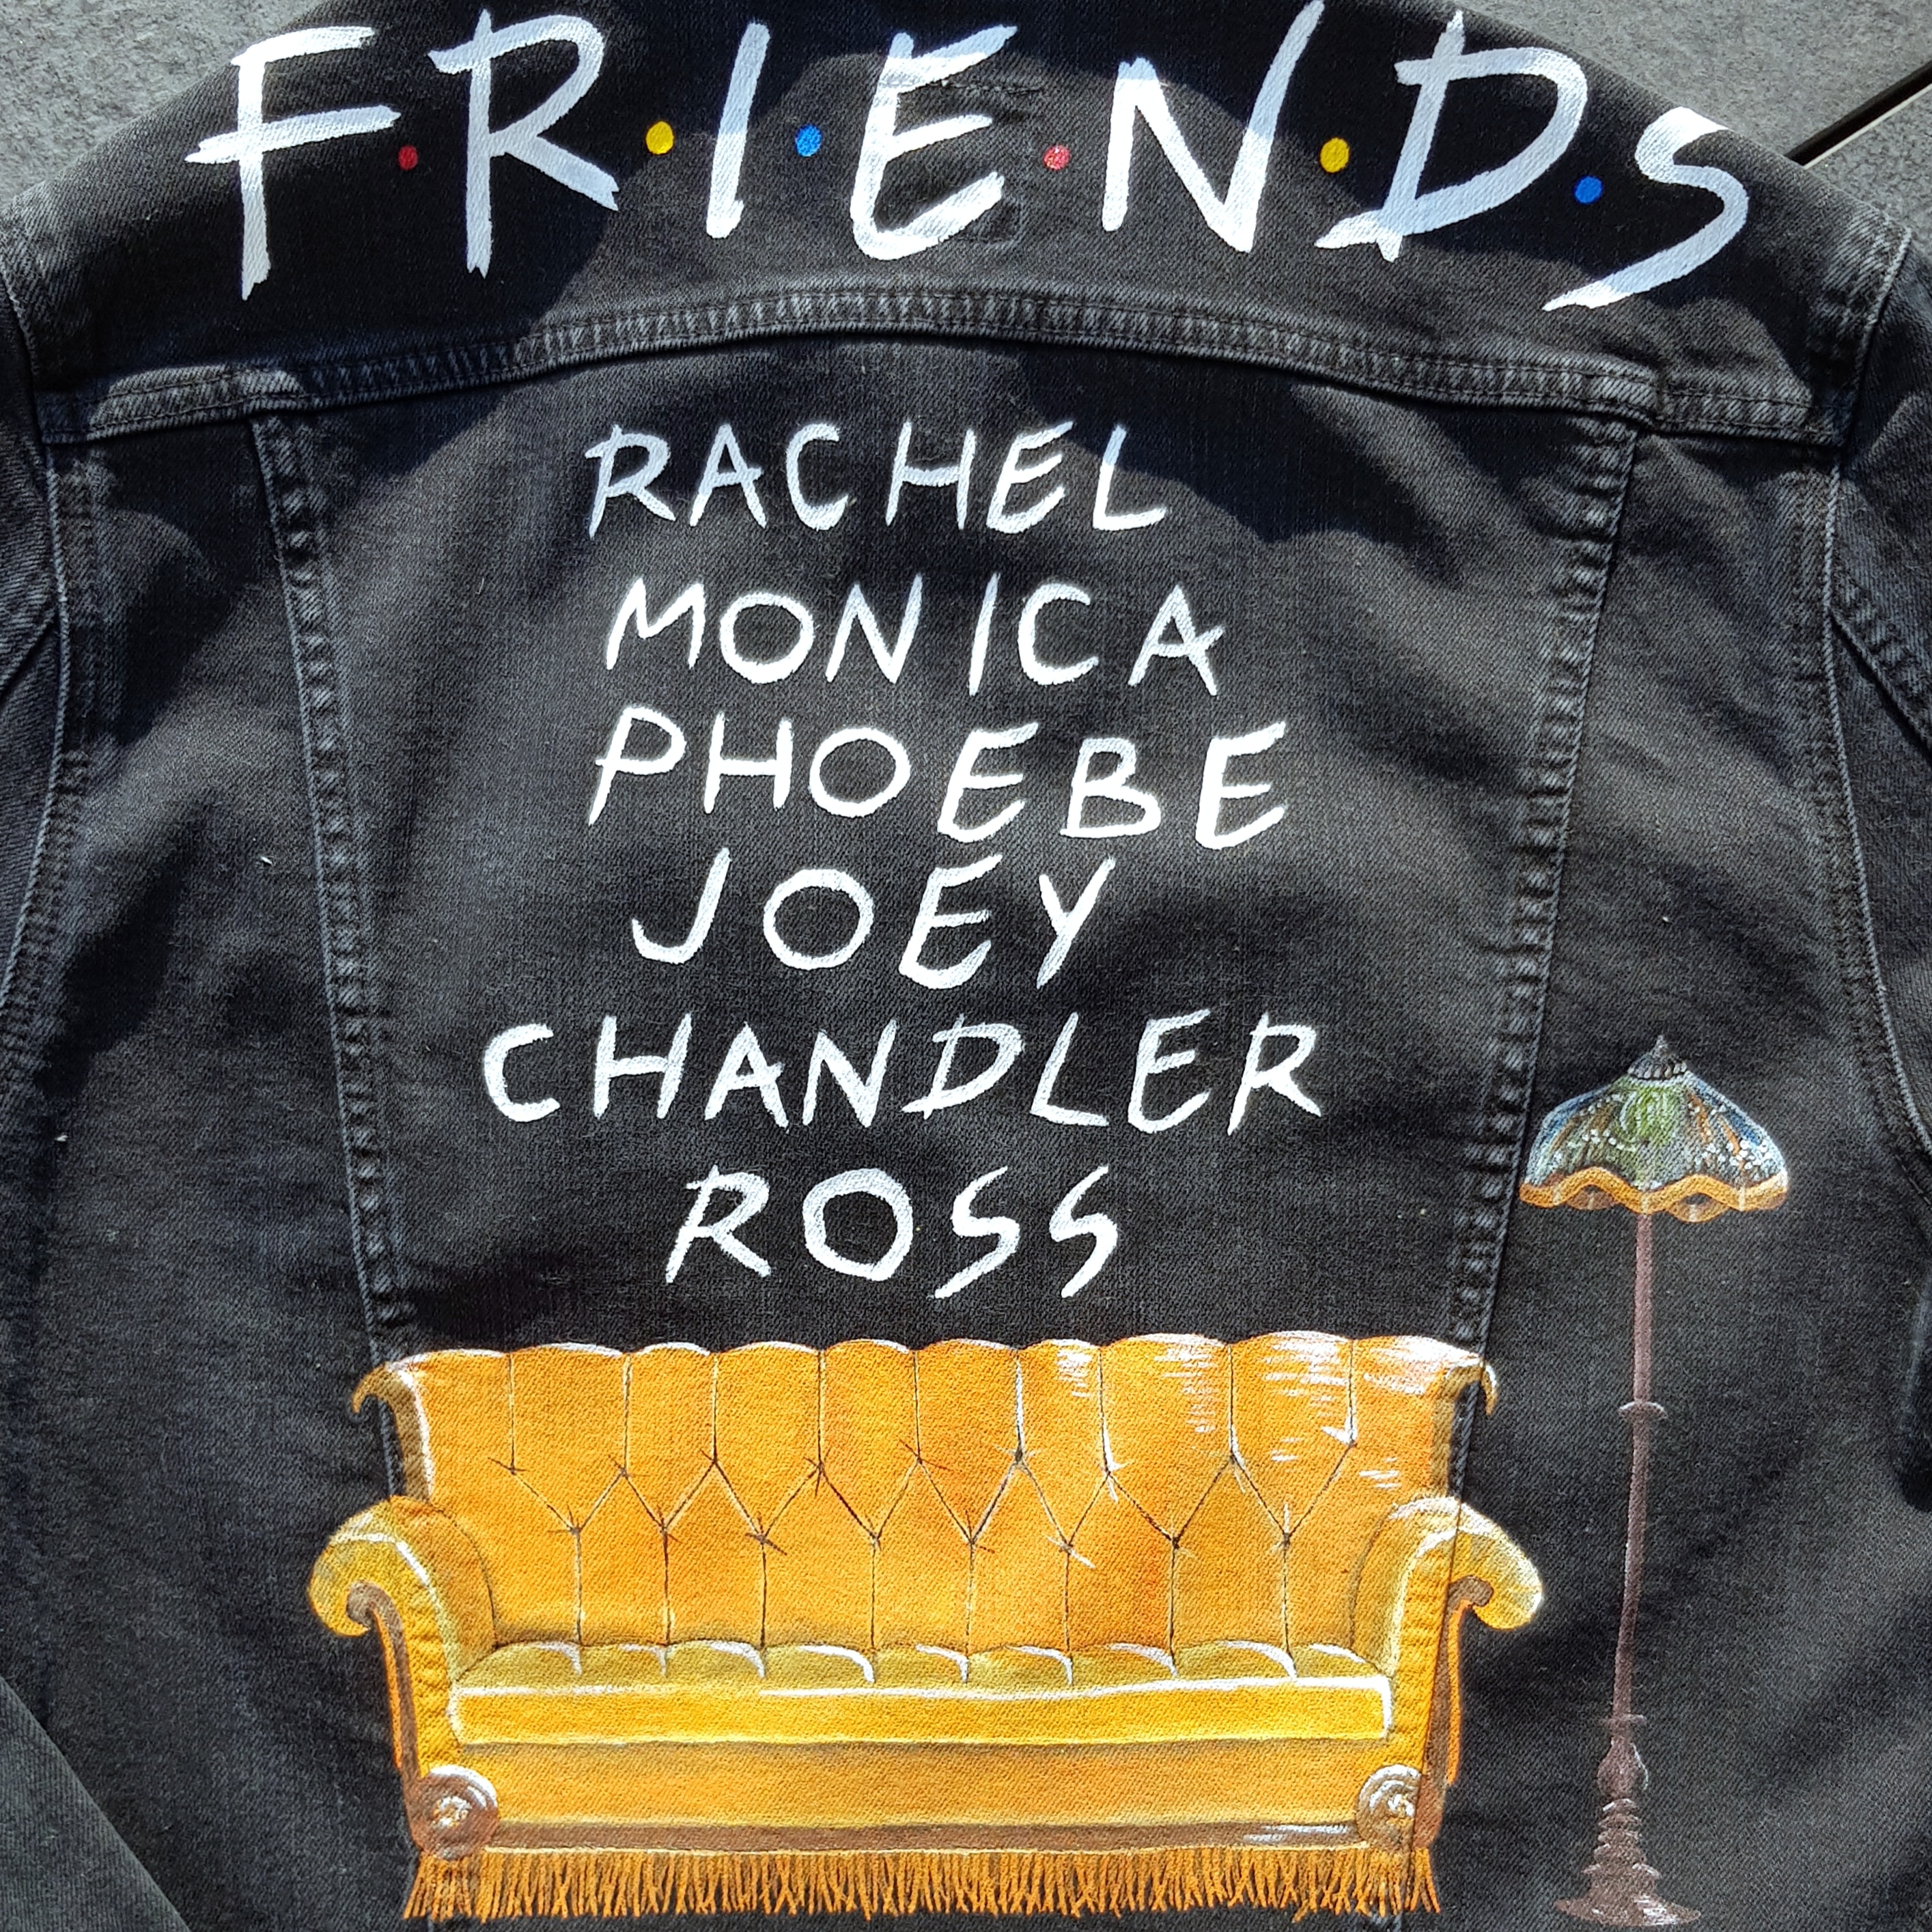 F•R•I•E•N•D•S
RACHEL
MONICA
PHOEBE
JOEY
CHANDLER
ROSS